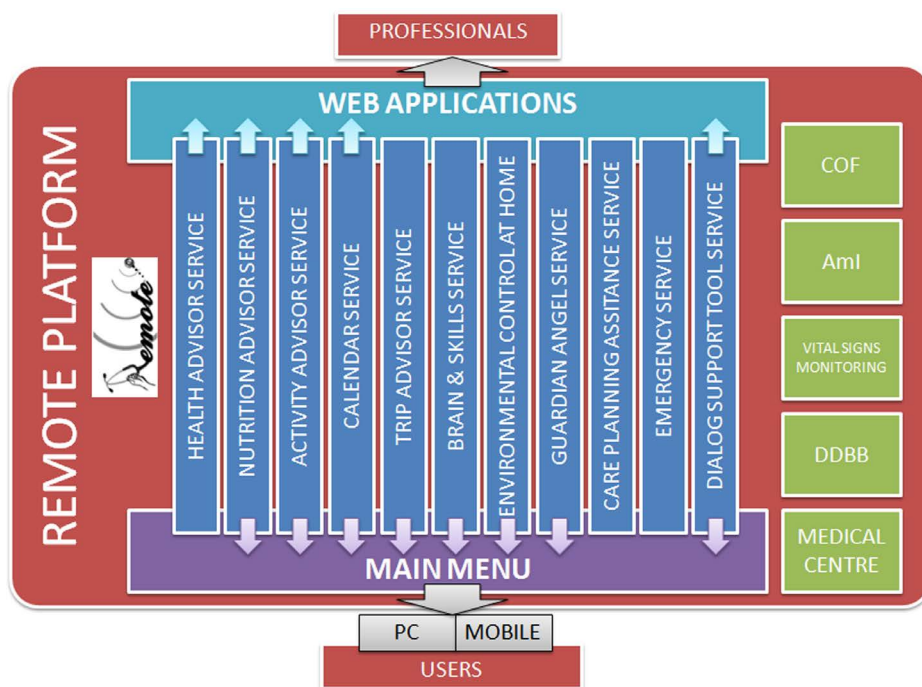 PROFESSIONALS
WEB APPLICATIONS
REMOTE PLATFORM
Remote
HEALTH ADVISOR SERVICE
NUTRITION ADVISOR SERVICE
ACTIVITY ADVISOR SERVICE
CALENDAR SERVICE
TRIP ADVISOR SERVICE
BRAIN & SKILLS SERVICE
ENVIRONMENTAL CONTROL AT HOME
GUARDIAN ANGEL SERVICE
CARE PLANNING ASSITANCE SERVICE
EMERGENCY SERVICE
DIALOG SUPPORT TOOL SERVICE
COF
AmI
VITAL SIGNS
MONITORING
DDBB
MEDICAL
CENTRE
MAIN MENU
PC
MOBILE
USERS